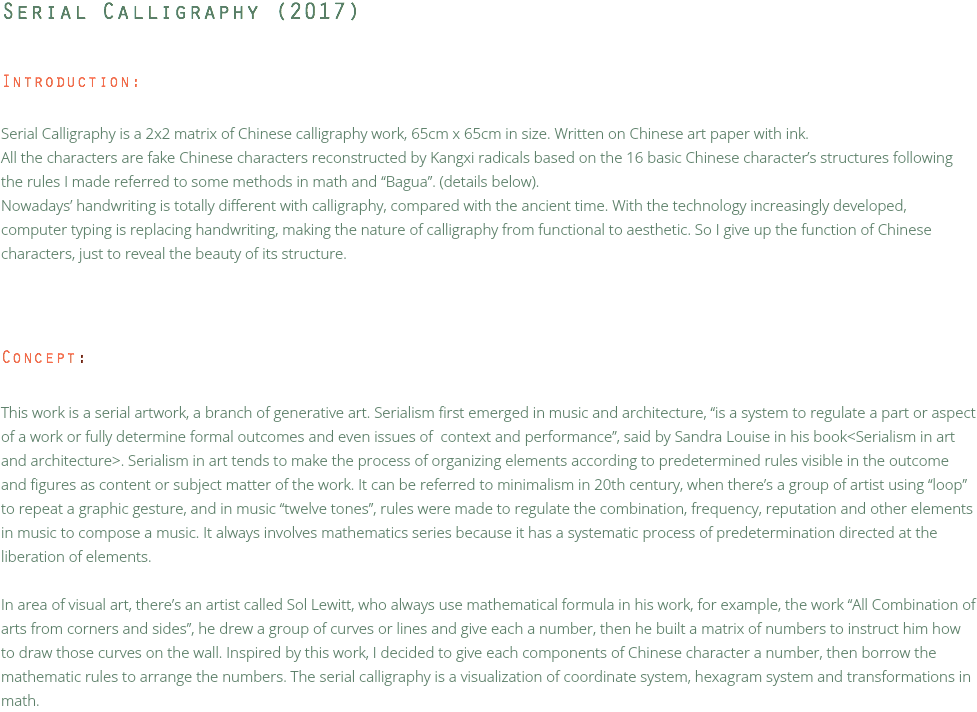 Serial Calligraphy (2017)
Introduction:
Serial Calligraphy is a 2x2 matrix of Chinese calligraphy work, 65cm x 65cm in size. Written on Chinese art paper with ink.
All the characters are fake Chinese characters reconstructed by Kangxi radicals based on the 16 basic Chinese character’s structures following
the rules I made referred to some methods in math and “Bagua”. (details below).
Nowadays’ handwriting is totally different with calligraphy, compared with the ancient time. With the technology increasingly developed,
computer typing is replacing handwriting, making the nature of calligraphy from functional to aesthetic. So I give up the function of Chinese
characters, just to reveal the beauty of its structure.
Concept:
This work is a serial artwork, a branch of generative art. Serialism first emerged in music and architecture, “is a system to regulate a part or aspect
of a work or fully determine formal outcomes and even issues of  context and performance”, said by Sandra Louise in his book<Serialism in art
and architecture>. Serialism in art tends to make the process of organizing elements according to predetermined rules visible in the outcome
and figures as content or subject matter of the work. It can be referred to minimalism in 20th century, when there’s a group of artist using “loop”
to repeat a graphic gesture, and in music “twelve tones”, rules were made to regulate the combination, frequency, reputation and other elements
in music to compose a music. It always involves mathematics series because it has a systematic process of predetermination directed at the
liberation of elements.
In area of visual art, there’s an artist called Sol Lewitt, who always use mathematical formula in his work, for example, the work “All Combination of
arts from corners and sides”, he drew a group of curves or lines and give each a number, then he built a matrix of numbers to instruct him how
to draw those curves on the wall. Inspired by this work, I decided to give each components of Chinese character a number, then borrow the
mathematic rules to arrange the numbers. The serial calligraphy is a visualization of coordinate system, hexagram system and transformations in
math.